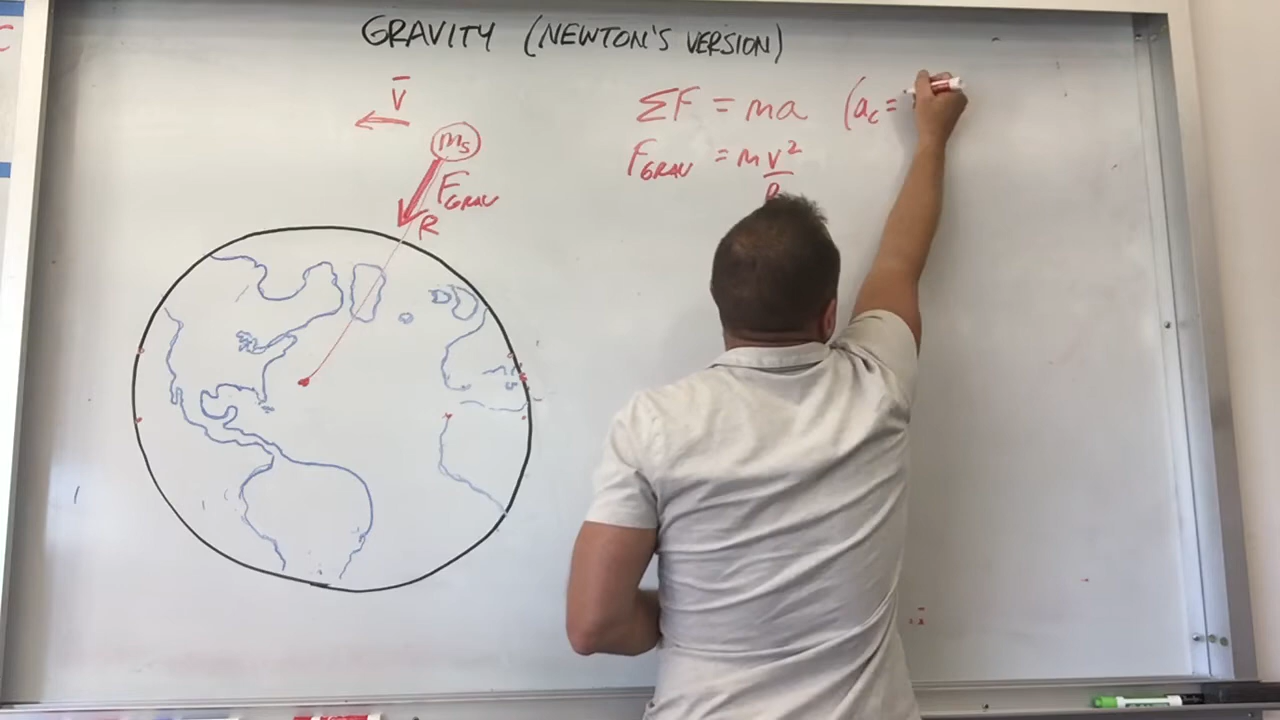 GRAVITY (NEWTON'S VERSION)
C
v̅
ms
FGRAV
R
ΣF = ma (ac =
FGRAV = m v²/R